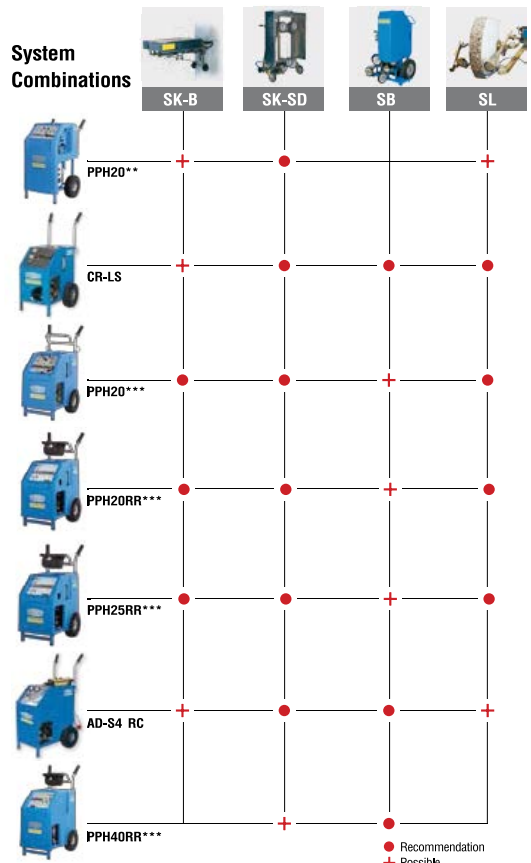 System
Combinations
SK-B
SK-SD
SB
SL
PPH20**
CR-LS
PPH20***
PPH20RR***
PPH25RR***
AD-S4 RC
PPH40RR***
Recommendation
Possible